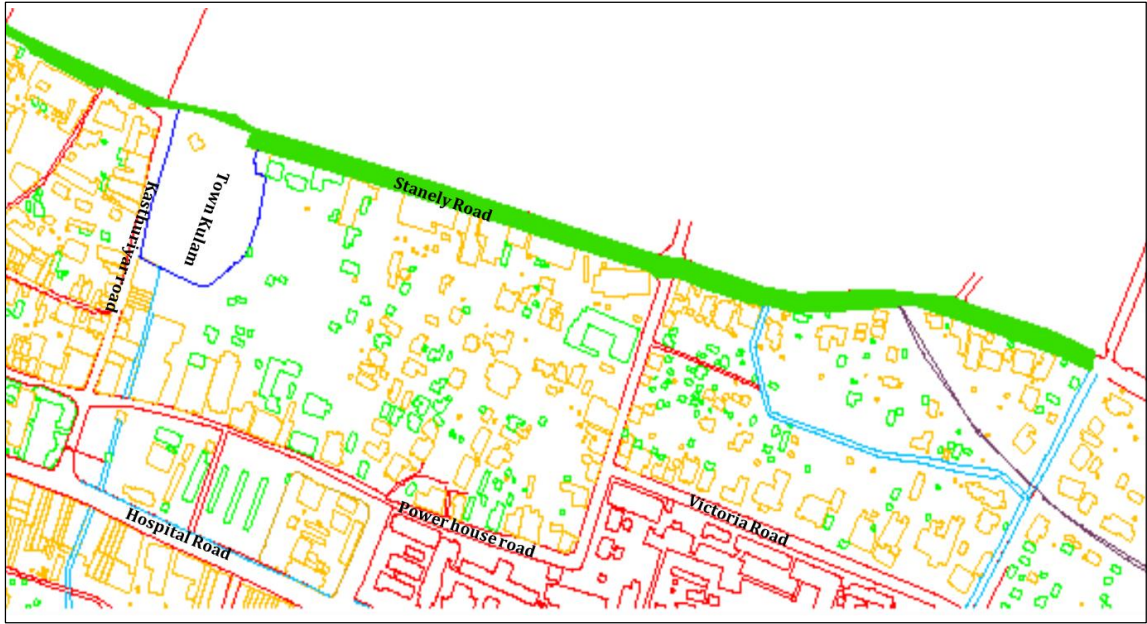 Stanely Road
Town Kulam
Kasthuriyar road
Victoria Road
Power house road
Hospital Road